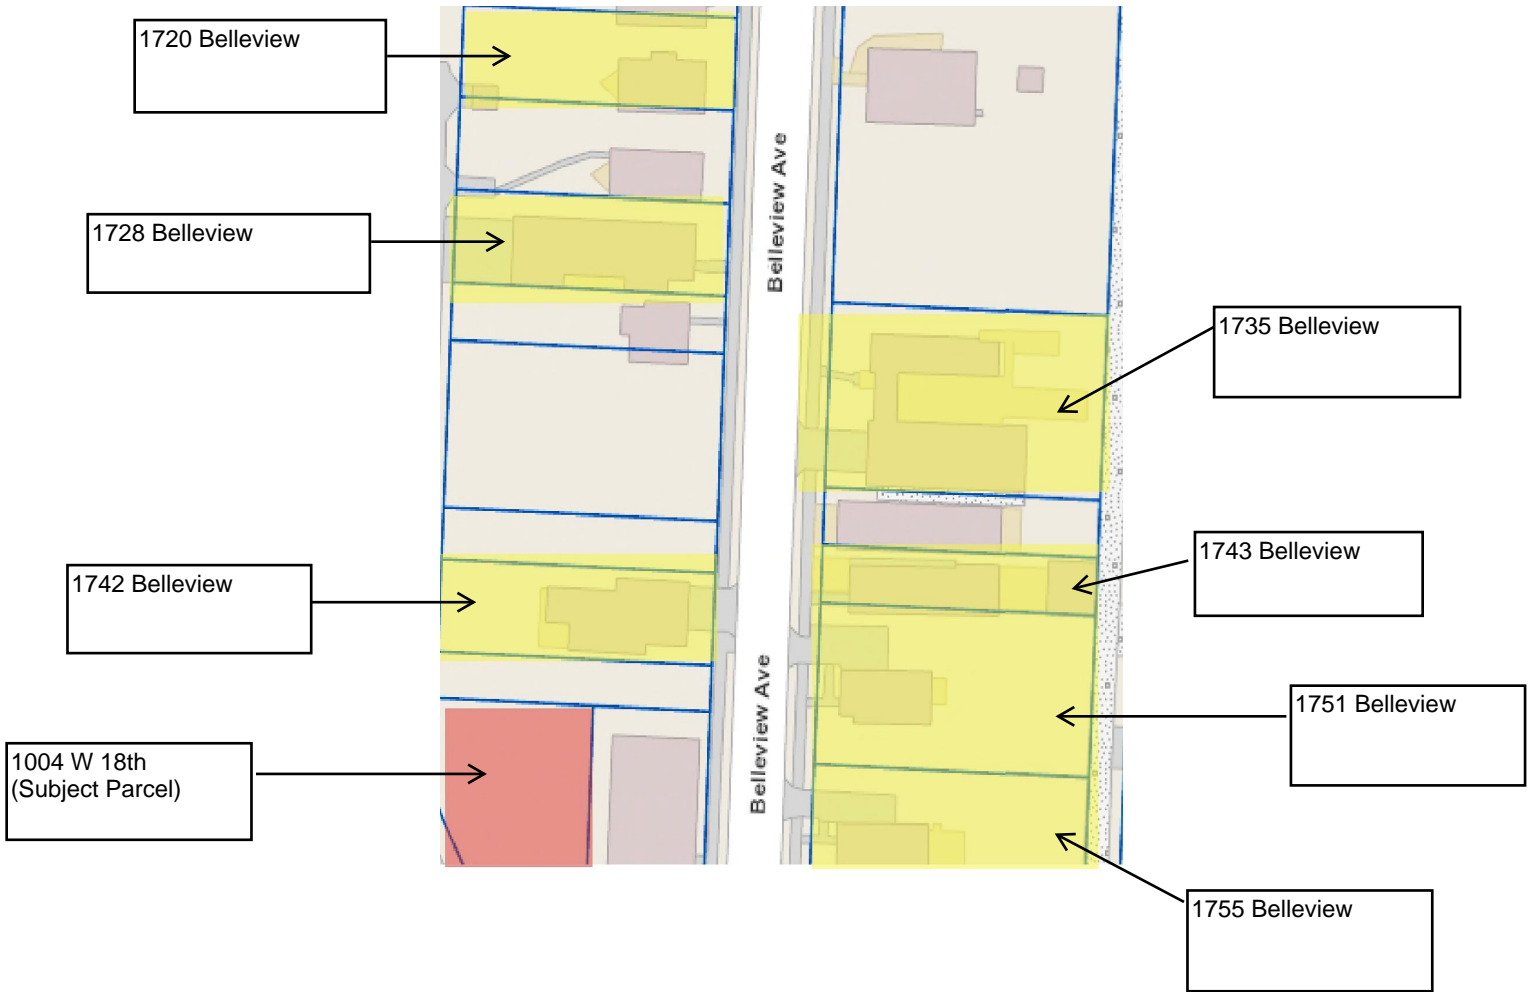 1720 Belleview
1728 Belleview
Belleview Ave
1735 Belleview
1743 Belleview
1742 Belleview
Belleview Ave
1751 Belleview
1004 W 18th
(Subject Parcel)
1755 Belleview